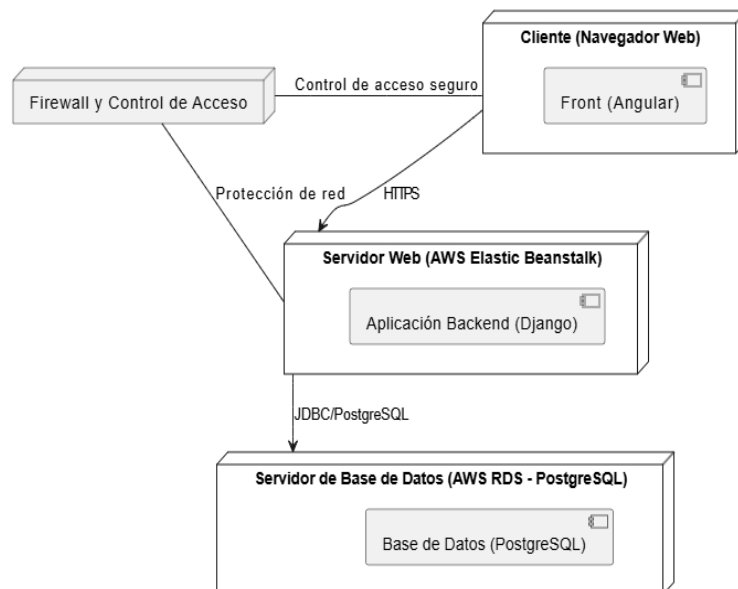 Cliente (Navegador Web)
Control de acceso seguro
Firewall y Control de Acceso
Front (Angular)
Protección de red
HTTPS
Servidor Web (AWS Elastic Beanstalk)
Aplicación Backend (Django)
JDBC/PostgreSQL
Servidor de Base de Datos (AWS RDS - PostgreSQL)
Base de Datos (PostgreSQL)